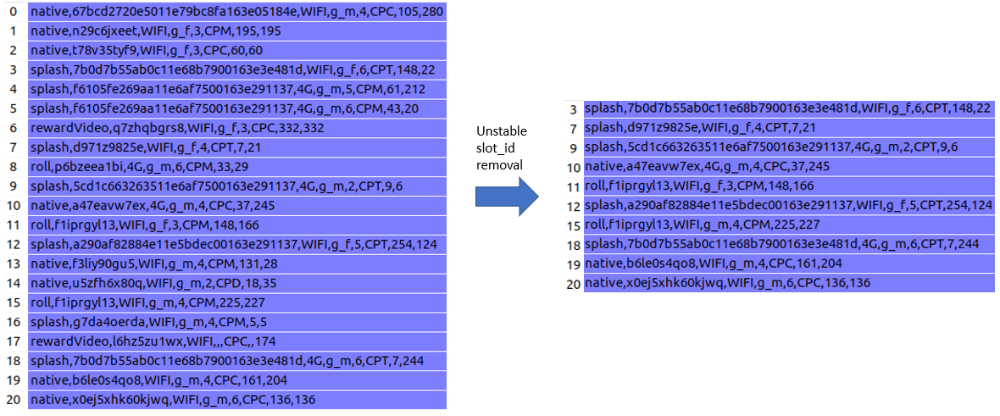 0 native,67bcd2720e5011e79bc8fa163e05184e,WIFI,g_m,4,CPC,105,280
1 native,n29c6jxeet,WIFI,g_f,3,CPM,195,195
2 native,t78v35tyf9,WIFI,g_f,3,CPC,60,60
3 splash,7b0d7b55ab0c11e68b7900163e3e481d,WIFI,g_f,6,CPT,148,22
4 splash,f6105fe269aa11e6af7500163e291137,4G,g_m,5,CPM,61,212
5 splash,f6105fe269aa11e6af7500163e291137,4G,g_m,6,CPM,43,20
6 rewardVideo,q7zhqbgrs8,WIFI,g_f,3,CPC,332,332
7 splash,d971z9825e,WIFI,g_f,4,CPT,7,21
8 roll,p6bzeea1bi,4G,g_m,6,CPM,33,29
9 splash,5cd1c663263511e6af7500163e291137,4G,g_m,2,CPT,9,6
10 native,a47eavw7ex,4G,g_m,4,CPC,37,245
11 roll,f1iprgyl13,WIFI,g_f,3,CPM,148,166
12 splash,a290af82884e11e5bdec00163e291137,WIFI,g_f,5,CPT,254,124
13 native,f3liy90gu5,WIFI,g_m,4,CPM,131,28
14 native,u5zfh6x80q,WIFI,g_m,2,CPD,18,35
15 roll,f1iprgyl13,WIFI,g_m,4,CPM,225,227
16 splash,g7da4oerda,WIFI,g_m,4,CPM,5,5
17 rewardVideo,l6hz5zu1wx,WIFI,,,CPC,,174
18 splash,7b0d7b55ab0c11e68b7900163e3e481d,4G,g_m,6,CPT,7,244
19 native,b6le0s4qo8,WIFI,g_m,4,CPC,161,204
20 native,x0ej5xhk60kjwq,WIFI,g_m,6,CPC,136,136
Unstable
slot_id
removal
3 splash,7b0d7b55ab0c11e68b7900163e3e481d,WIFI,g_f,6,CPT,148,22
7 splash,d971z9825e,WIFI,g_f,4,CPT,7,21
9 splash,5cd1c663263511e6af7500163e291137,4G,g_m,2,CPT,9,6
10 native,a47eavw7ex,4G,g_m,4,CPC,37,245
11 roll,f1iprgyl13,WIFI,g_f,3,CPM,148,166
12 splash,a290af82884e11e5bdec00163e291137,WIFI,g_f,5,CPT,254,124
15 roll,f1iprgyl13,WIFI,g_m,4,CPM,225,227
18 splash,7b0d7b55ab0c11e68b7900163e3e481d,4G,g_m,6,CPT,7,244
19 native,b6le0s4qo8,WIFI,g_m,4,CPC,161,204
20 native,x0ej5xhk60kjwq,WIFI,g_m,6,CPC,136,136